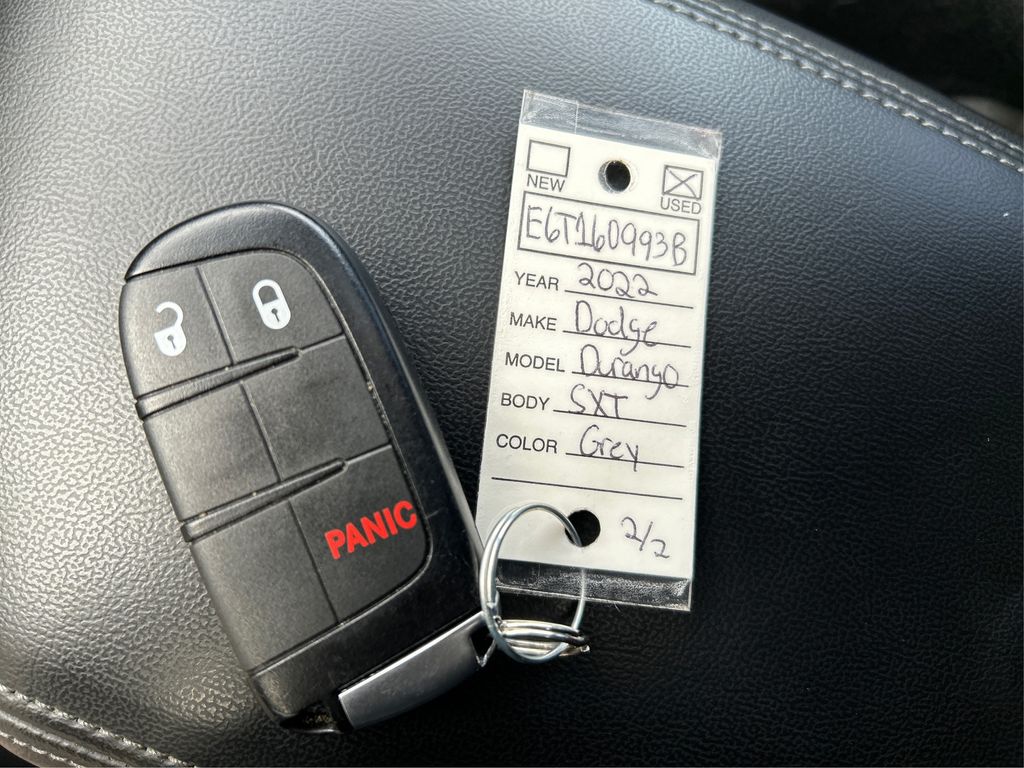 NEW
USED
E6T160993B
YEAR 2022
MAKE Dodge
MODEL Durango
BODY SXT
COLOR Grey
2/2
PANIC